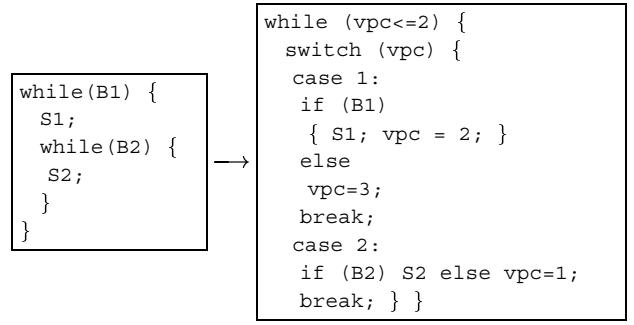 while(B1) {
S1;
while(B2) {
S2;
}
}
⟶
while (vpc<=2) {
switch (vpc) {
case 1:
if (B1)
{ S1; vpc = 2; }
else
vpc=3;
break;
case 2:
if (B2) S2 else vpc=1;
break; } }